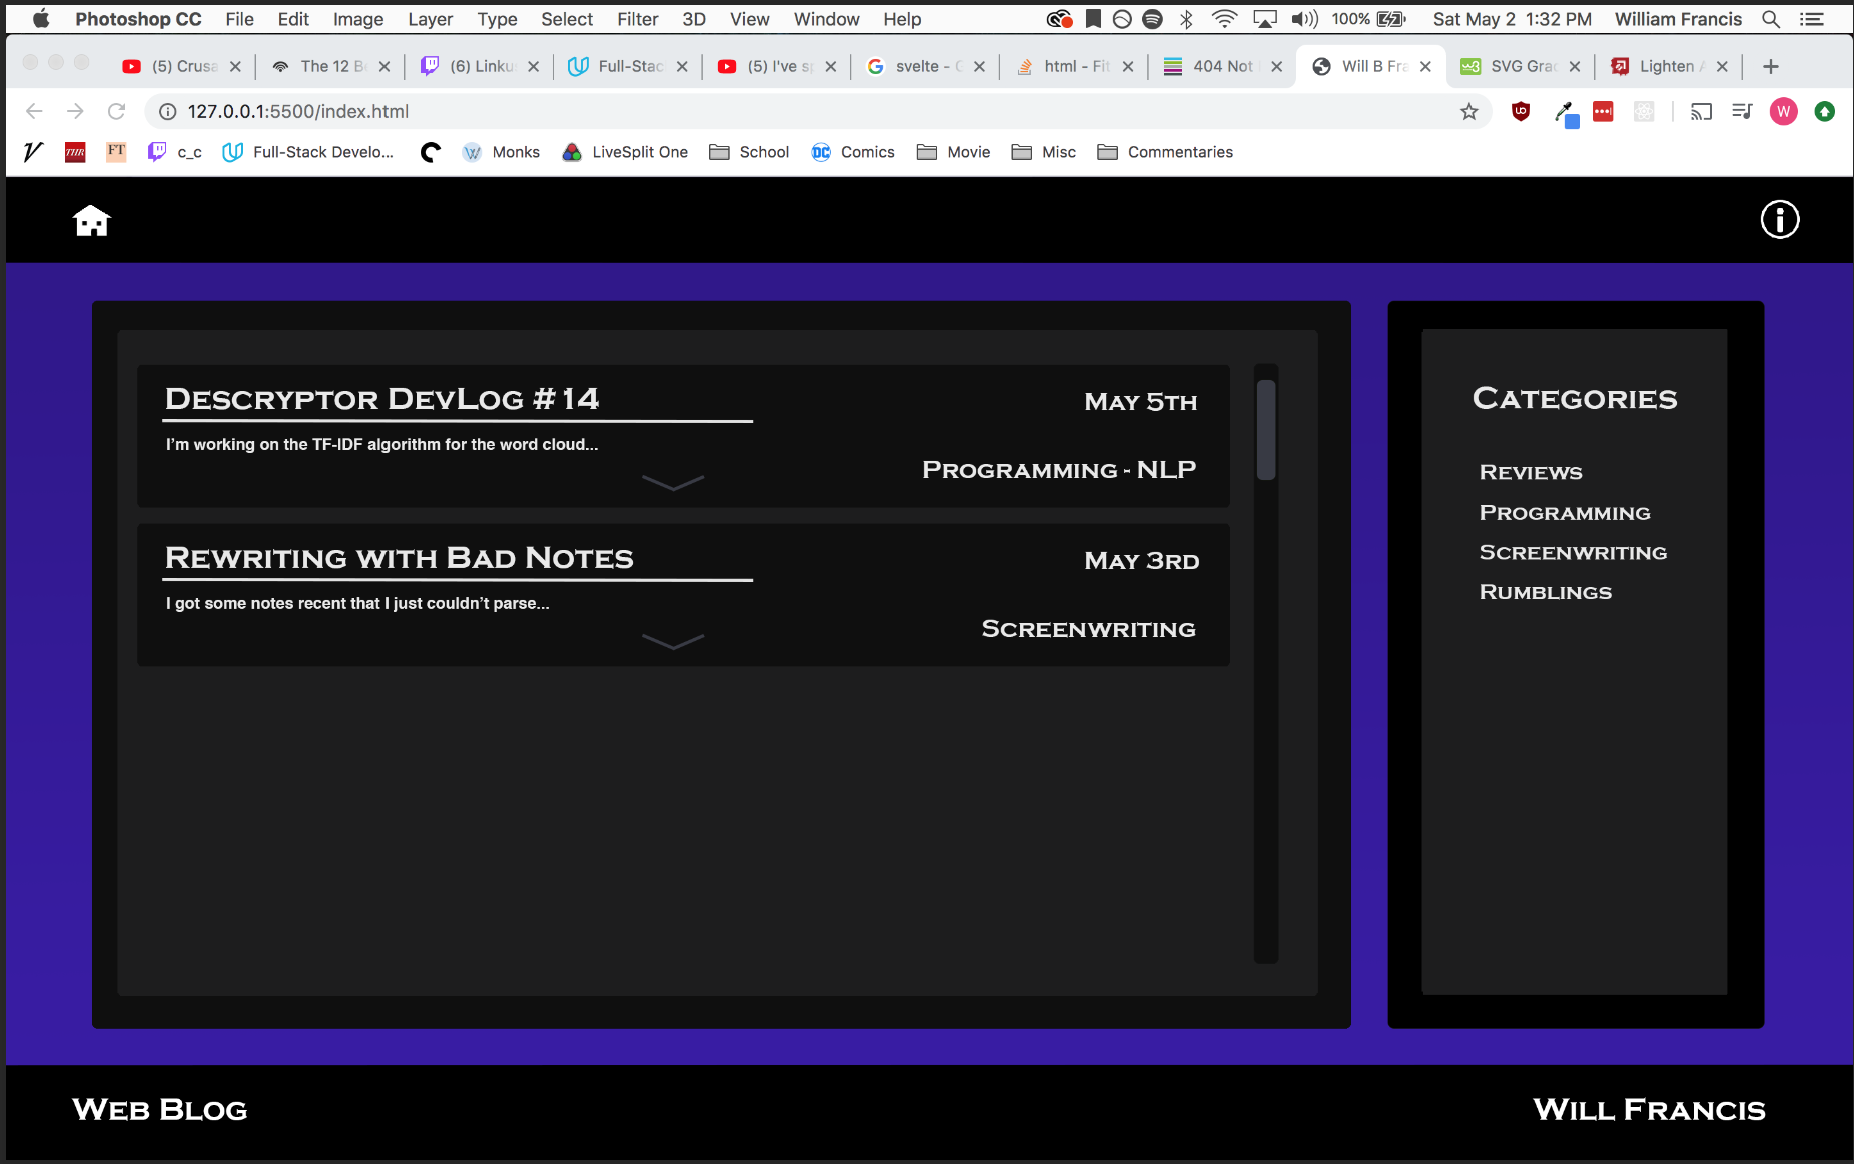 Photoshop CC File Edit Image Layer Type Select Filter 3D View Window Help 100% Sat May 2 1:32 PM William Francis
(5) Crusa The 12 Be (6) Linku Full-Stac (5) I've sp svelte - G html - Fit 404 Not Will B Fra SVG Grad Lighten
127.0.0.1:5500/index.html W
V THR FT c_c Full-Stack Develo... W Monks LiveSplit One School DC Comics Movie Misc Commentaries
Descryptor DevLog #14 May 5th
I'm working on the TF-IDF algorithm for the word cloud...
Programming - NLP
Rewriting with Bad Notes May 3rd
I got some notes recent that I just couldn't parse...
Screenwriting
Categories
Reviews
Programming
Screenwriting
Rumblings
Web Blog Will Francis